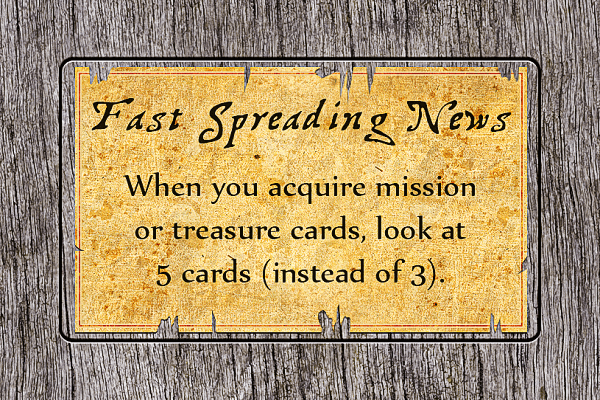 Fast Spreading News
When you acquire mission
or treasure cards, look at
5 cards (instead of 3).